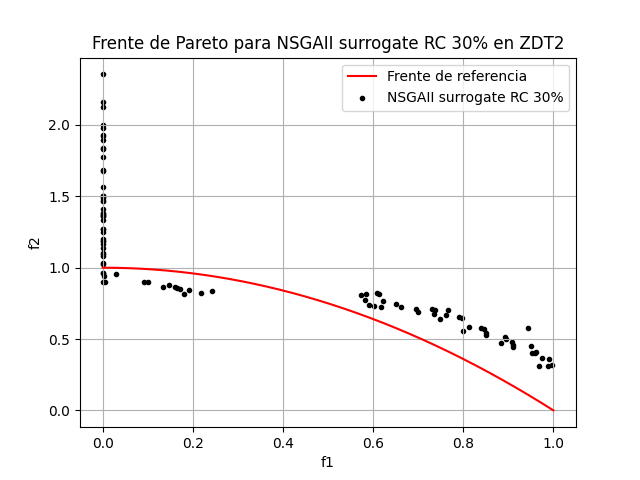 Frente de Pareto para NSGAII surrogate RC 30% en ZDT2
Frente de referencia
NSGAII surrogate RC 30%
f2
2.0
1.5
1.0
0.5
0.0
0.0 0.2 0.4 0.6 0.8 1.0
f1